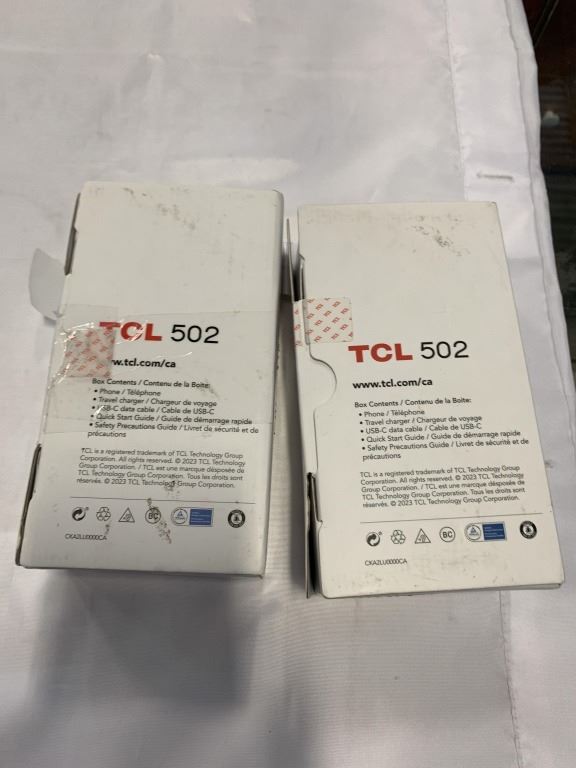 TCL 502
www.tcl.com/ca
Box Contents / Contenu de la Boite:
• Phone / Téléphone
• Travel charger / Chargeur de voyage
• USB-C data cable / Cable de USB-C
• Quick Start Guide / Guide de démarrage rapide
• Safety Precautions Guide / Livret de sécurité et de
précautions
TCL is a registered trademark of TCL Technology Group
Corporation. All rights reserved. © 2023 TCL Technology
Group Corporation. / TCL est une marque déposée de
TCL Technology Group Corporation. Tous les droits sont
réservés. © 2023 TCL Technology Group Corporation.
BC
CKA2LU0000CA
TCL 502
www.tcl.com/ca
Box Contents / Contenu de la Boite:
• Phone / Téléphone
• Travel charger / Chargeur de voyage
• USB-C data cable / Cable de USB-C
• Quick Start Guide / Guide de démarrage rapide
• Safety Precautions Guide / Livret de sécurité et de
précautions
TCL is a registered trademark of TCL Technology Group
Corporation. All rights reserved. © 2023 TCL Technology
Group Corporation. / TCL est une marque déposée de
TCL Technology Group Corporation. Tous les droits sont
réservés. © 2023 TCL Technology Group Corporation.
BC
CKA2LU0000CA